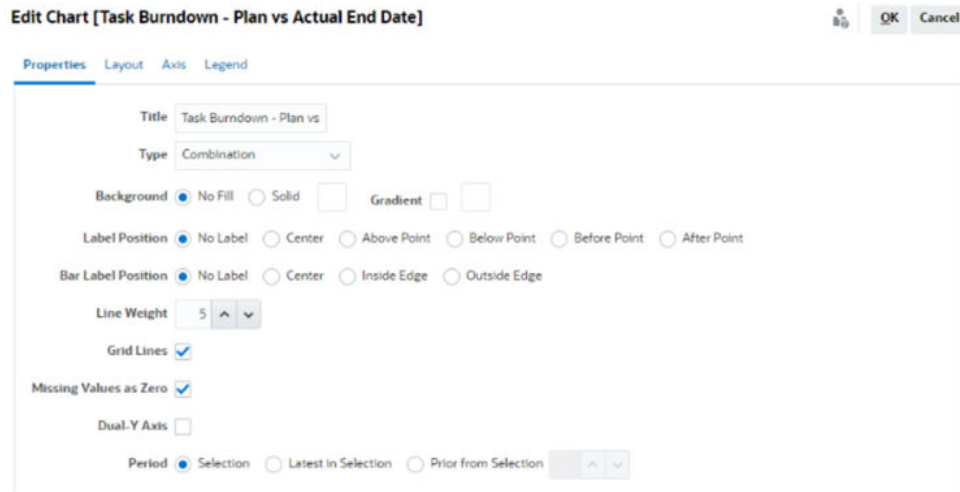 Edit Chart [Task Burndown - Plan vs Actual End Date] OK Cancel
Properties Layout Axis Legend
Title Task Burndown - Plan vs
Type Combination
Background No Fill Solid Gradient
Label Position No Label Center Above Point Below Point Before Point After Point
Bar Label Position No Label Center Inside Edge Outside Edge
Line Weight 5
Grid Lines
Missing Values as Zero
Dual-Y Axis
Period Selection Latest in Selection Prior from Selection